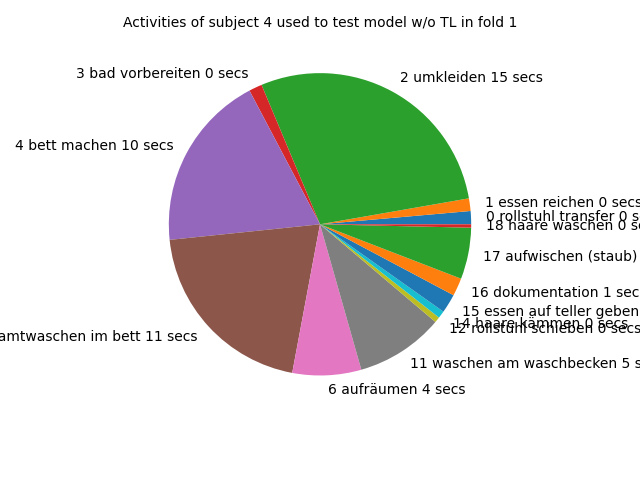 Activities of subject 4 used to test model w/o TL in fold 1
3 bad vorbereiten 0 secs
2 umkleiden 15 secs
4 bett machen 10 secs
1 essen reichen 0 secs
0 rollstuhl transfer 0 se
18 haare waschen 0 se
17 aufwischen (staub)
16 dokumentation 1 sec
15 essen auf teller geben
14 haare kämmen 0 secs
12 rollstuhl schieben 0 secs
amtwaschen im bett 11 secs
11 waschen am waschbecken 5 s
6 aufräumen 4 secs